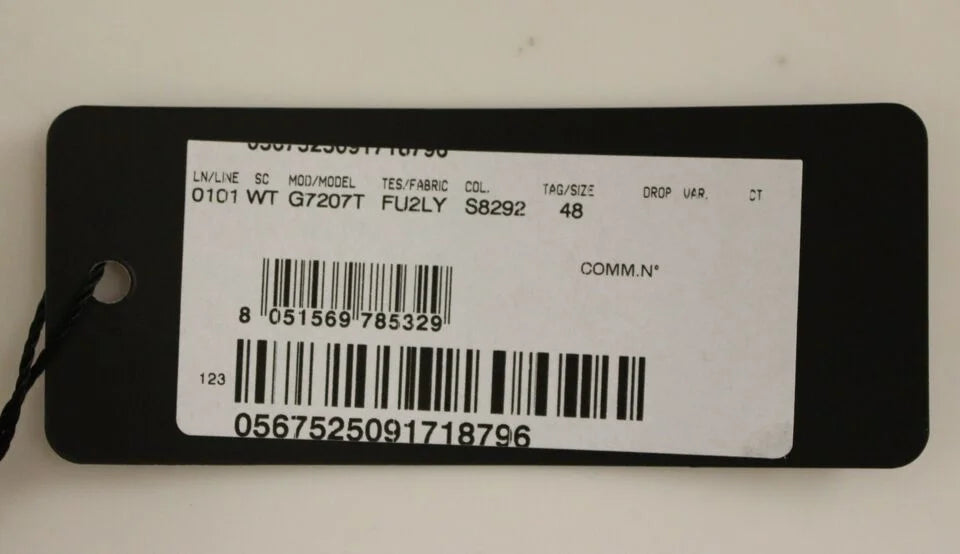 0567525091718796
LN/LINE SC MOD/MODEL TES/FABRIC COL. TAG/SIZE DROP VAR. CT
0101 WT G7207T FU2LY S8292 48
COMM.N°
8 051569 785329
123
0567525091718796